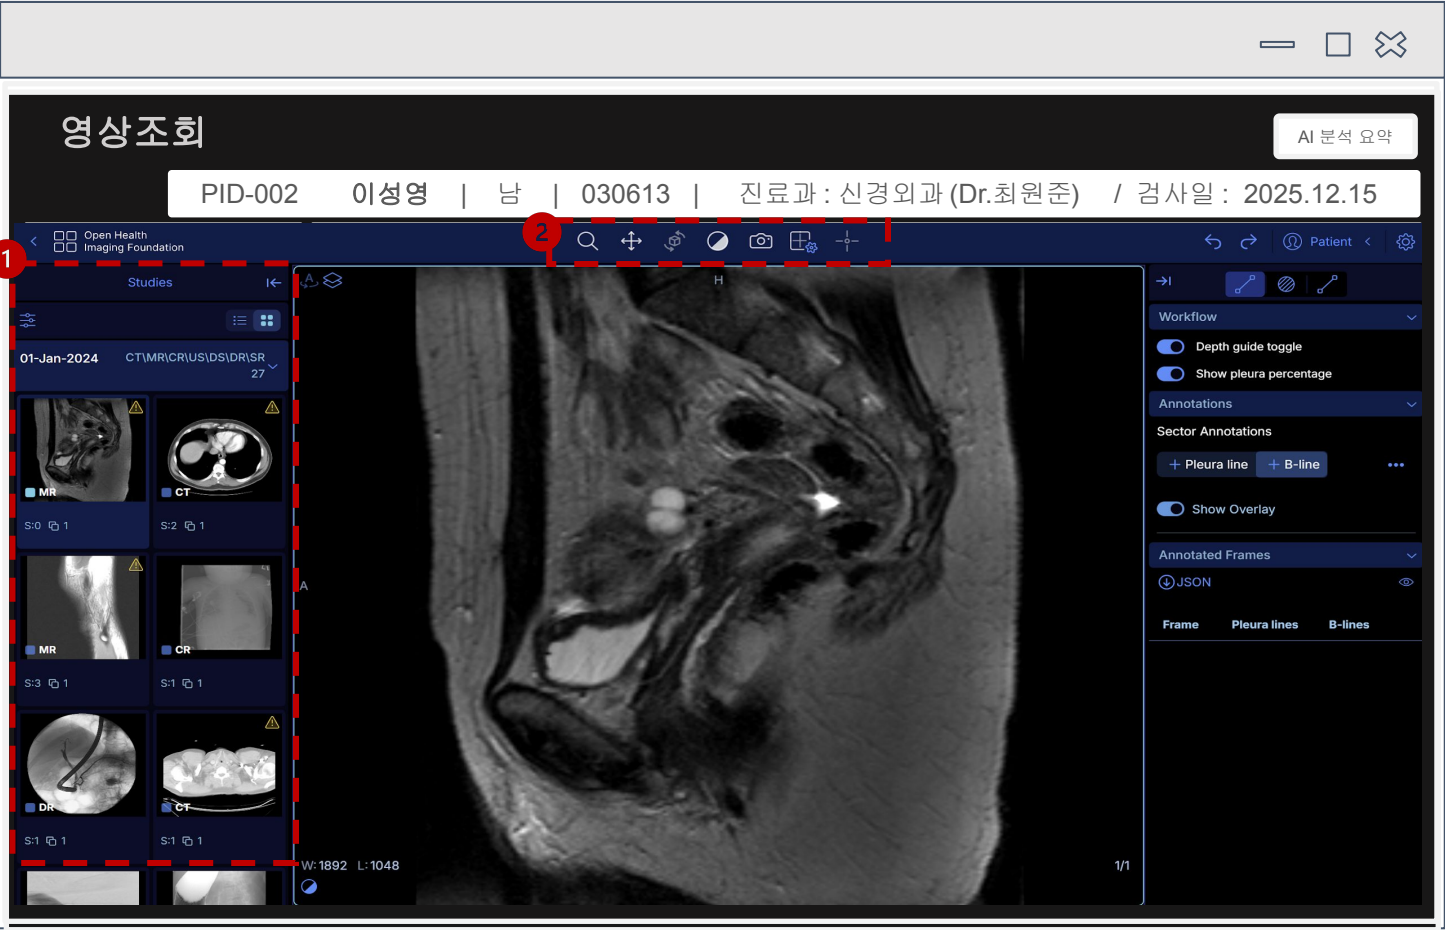 영상조회
AI 분석 요약
PID-002 이성영 | 남 | 030613 | 진료과 : 신경외과 (Dr.최원준) / 검사일 : 2025.12.15
Open Health
Imaging Foundation
2
Patient
1
Studies
01-Jan-2024
CT\MR\CR\US\DS\DR\SR
27
MR
CT
S:0 1
S:2 1
MR
CR
S:3 1
S:1 1
DR
CT
S:1 1
S:1 1
A
H
A
W:1892 L:1048
1/1
Workflow
Depth guide toggle
Show pleura percentage
Annotations
Sector Annotations
+ Pleura line + B-line
Show Overlay
Annotated Frames
JSON
Frame Pleura lines B-lines